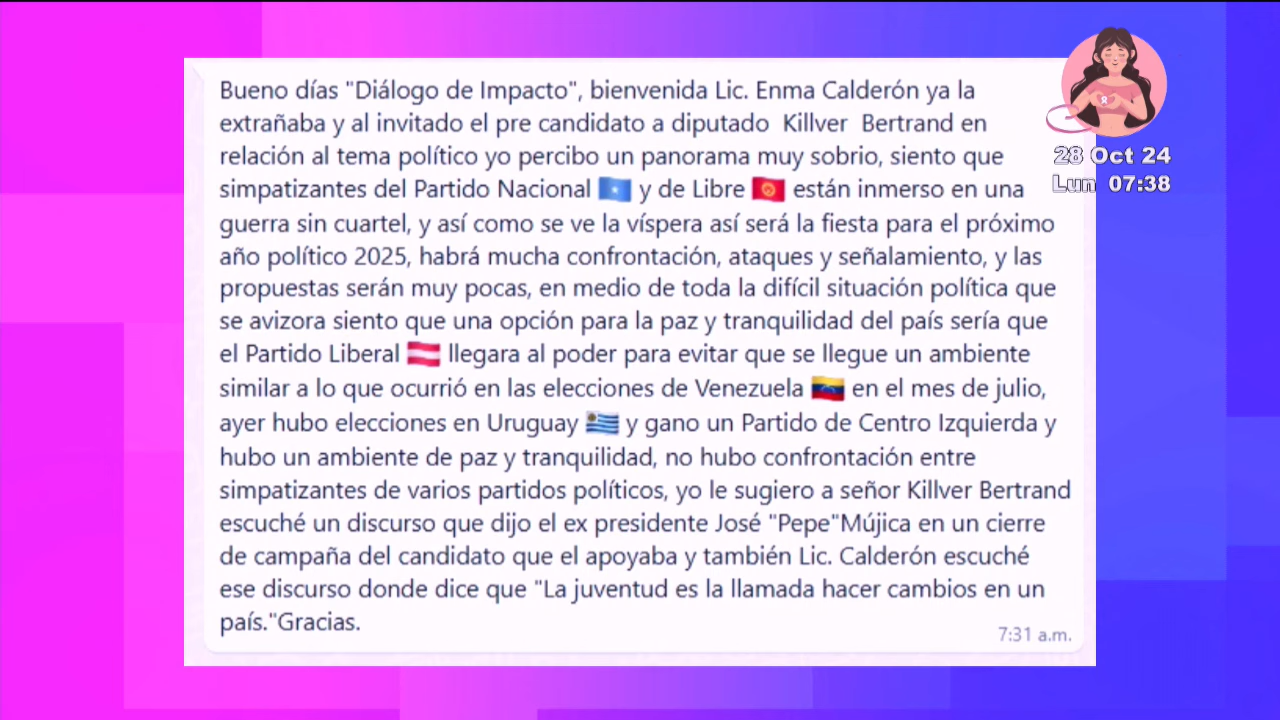 Bueno días "Diálogo de Impacto", bienvenida Lic. Enma Calderón ya la
extrañaba y al invitado el pre candidato a diputado Killver Bertrand en
relación al tema político yo percibo un panorama muy sobrio, siento que
simpatizantes del Partido Nacional 🇸🇴 y de Libre 🇰🇬 están inmerso en una
guerra sin cuartel, y así como se ve la víspera así será la fiesta para el próximo
año político 2025, habrá mucha confrontación, ataques y señalamiento, y las
propuestas serán muy pocas, en medio de toda la difícil situación política que
se avizora siento que una opción para la paz y tranquilidad del país sería que
el Partido Liberal 🇦🇹 llegara al poder para evitar que se llegue un ambiente
similar a lo que ocurrió en las elecciones de Venezuela 🇻🇪 en el mes de julio,
ayer hubo elecciones en Uruguay 🇺🇾 y gano un Partido de Centro Izquierda y
hubo un ambiente de paz y tranquilidad, no hubo confrontación entre
simpatizantes de varios partidos políticos, yo le sugiero a señor Killver Bertrand
escuché un discurso que dijo el ex presidente José "Pepe"Mújica en un cierre
de campaña del candidato que el apoyaba y también Lic. Calderón escuché
ese discurso donde dice que "La juventud es la llamada hacer cambios en un
país."Gracias.
7:31 a.m.
28 Oct 24
Lun 07:38